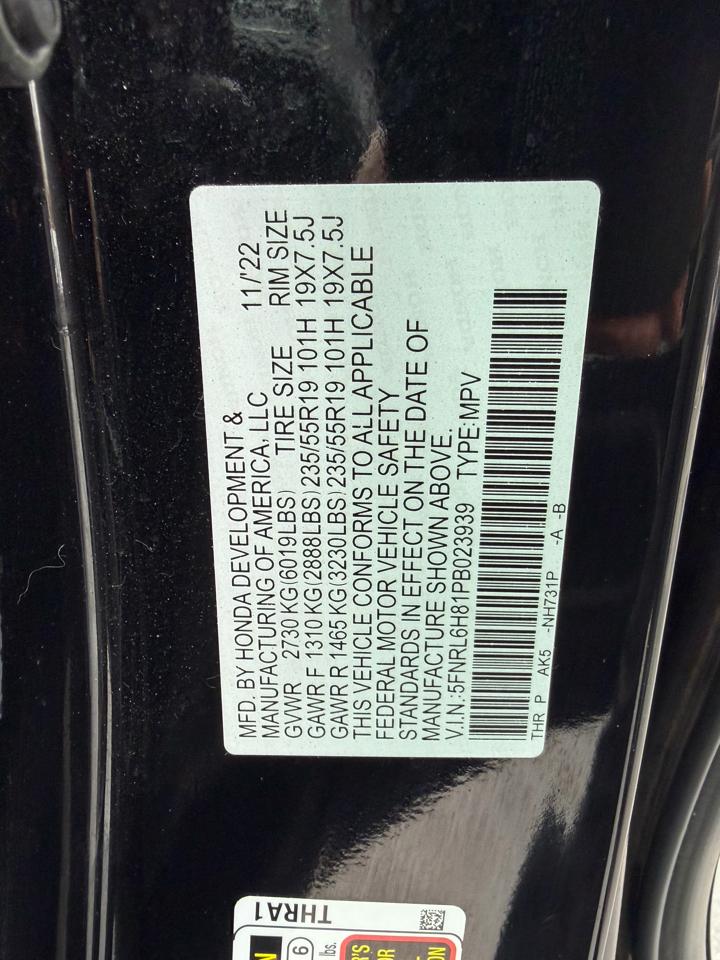 MFD. BY HONDA DEVELOPMENT &
MANUFACTURING OF AMERICA, LLC 11/'22
GVWR 2730 KG(6019LBS) TIRE SIZE RIM SIZE
GAWR F 1310 KG(2888LBS) 235/55R19 101H 19X7.5J
GAWR R 1465 KG(3230LBS) 235/55R19 101H 19X7.5J
THIS VEHICLE CONFORMS TO ALL APPLICABLE
FEDERAL MOTOR VEHICLE SAFETY
STANDARDS IN EFFECT ON THE DATE OF
MANUFACTURE SHOWN ABOVE.
V.I.N.:5FNRL6H81PB023939 TYPE:MPV
THR P AK5 -NH731P -A -B
THRA1
6
lbs.